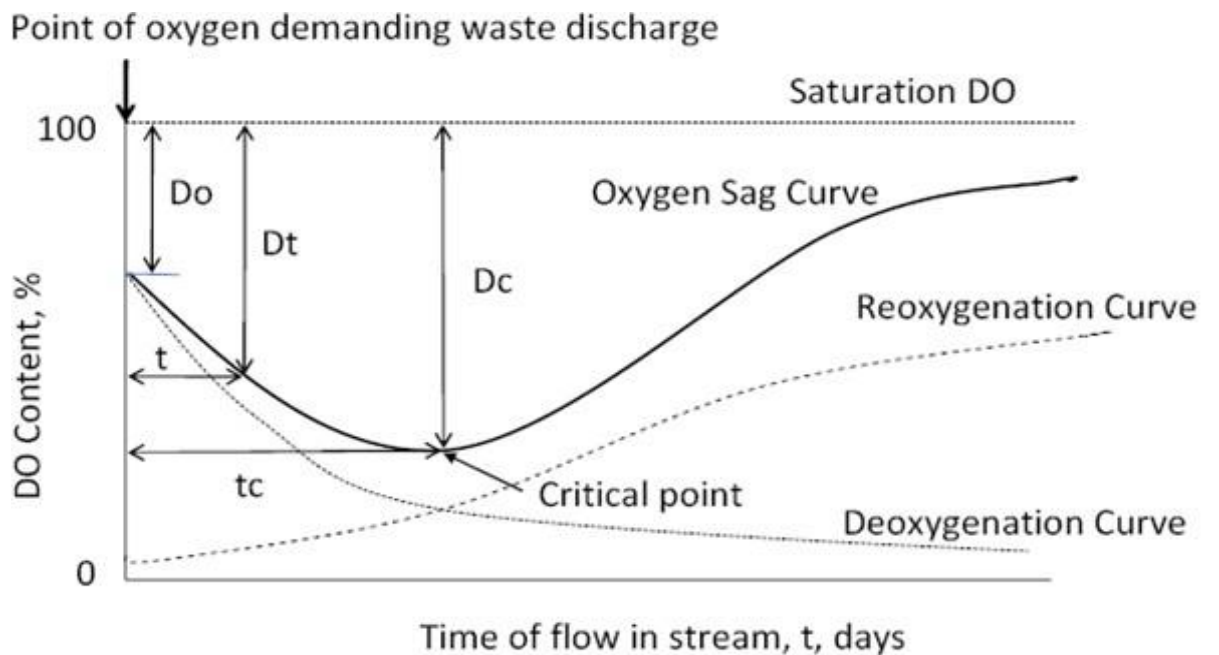 Point of oxygen demanding waste discharge
Saturation DO
100
Do
Oxygen Sag Curve
Dt
Dc
Reoxygenation Curve
t
DO Content, %
tc
Critical point
Deoxygenation Curve
0
Time of flow in stream, t, days